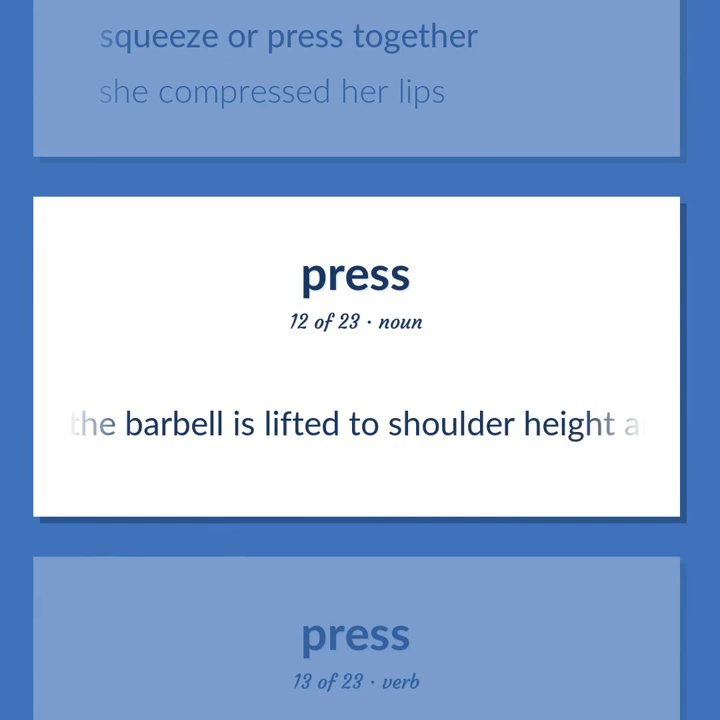 squeeze or press together
she compressed her lips
press
12 of 23 · noun
the barbell is lifted to shoulder height
press
13 of 23 · verb